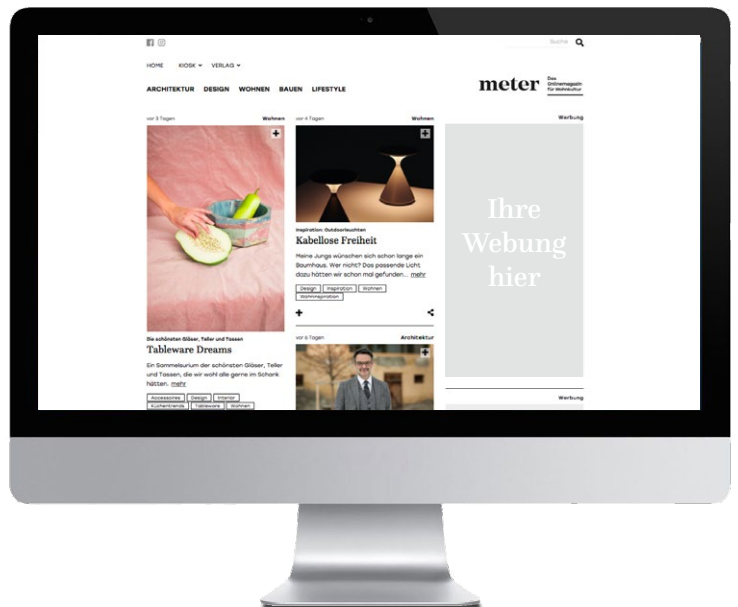 Suche
HOME KIOSK VERLAG
ARCHITEKTUR DESIGN WOHNEN BAUEN LIFESTYLE
meter
Das
Onlinemagazin
für Wohnkultur
vor 3 Tagen Wohnen
Die schönsten Gläser, Teller und Tassen
Tableware Dreams
Ein Sammelsurium der schönsten Gläser, Teller
und Tassen, die wir wohl alle gerne im Schank
hätten. mehr
Accessoires Design Interior
Küchentrends Tableware Wohnen
vor 4 Tagen Wohnen
Inspiration: Outdoorleuchten
Kabellose Freiheit
Meine Jungs wünschen sich schon lange ein
Baumhaus. Wer nicht? Das passende Licht
dazu hätten wir schon mal gefunden... mehr
Design Inspiration Wohnen
Wohninspiration
vor 6 Tagen Architektur
Werbung
Ihre
Webung
hier
Werbung